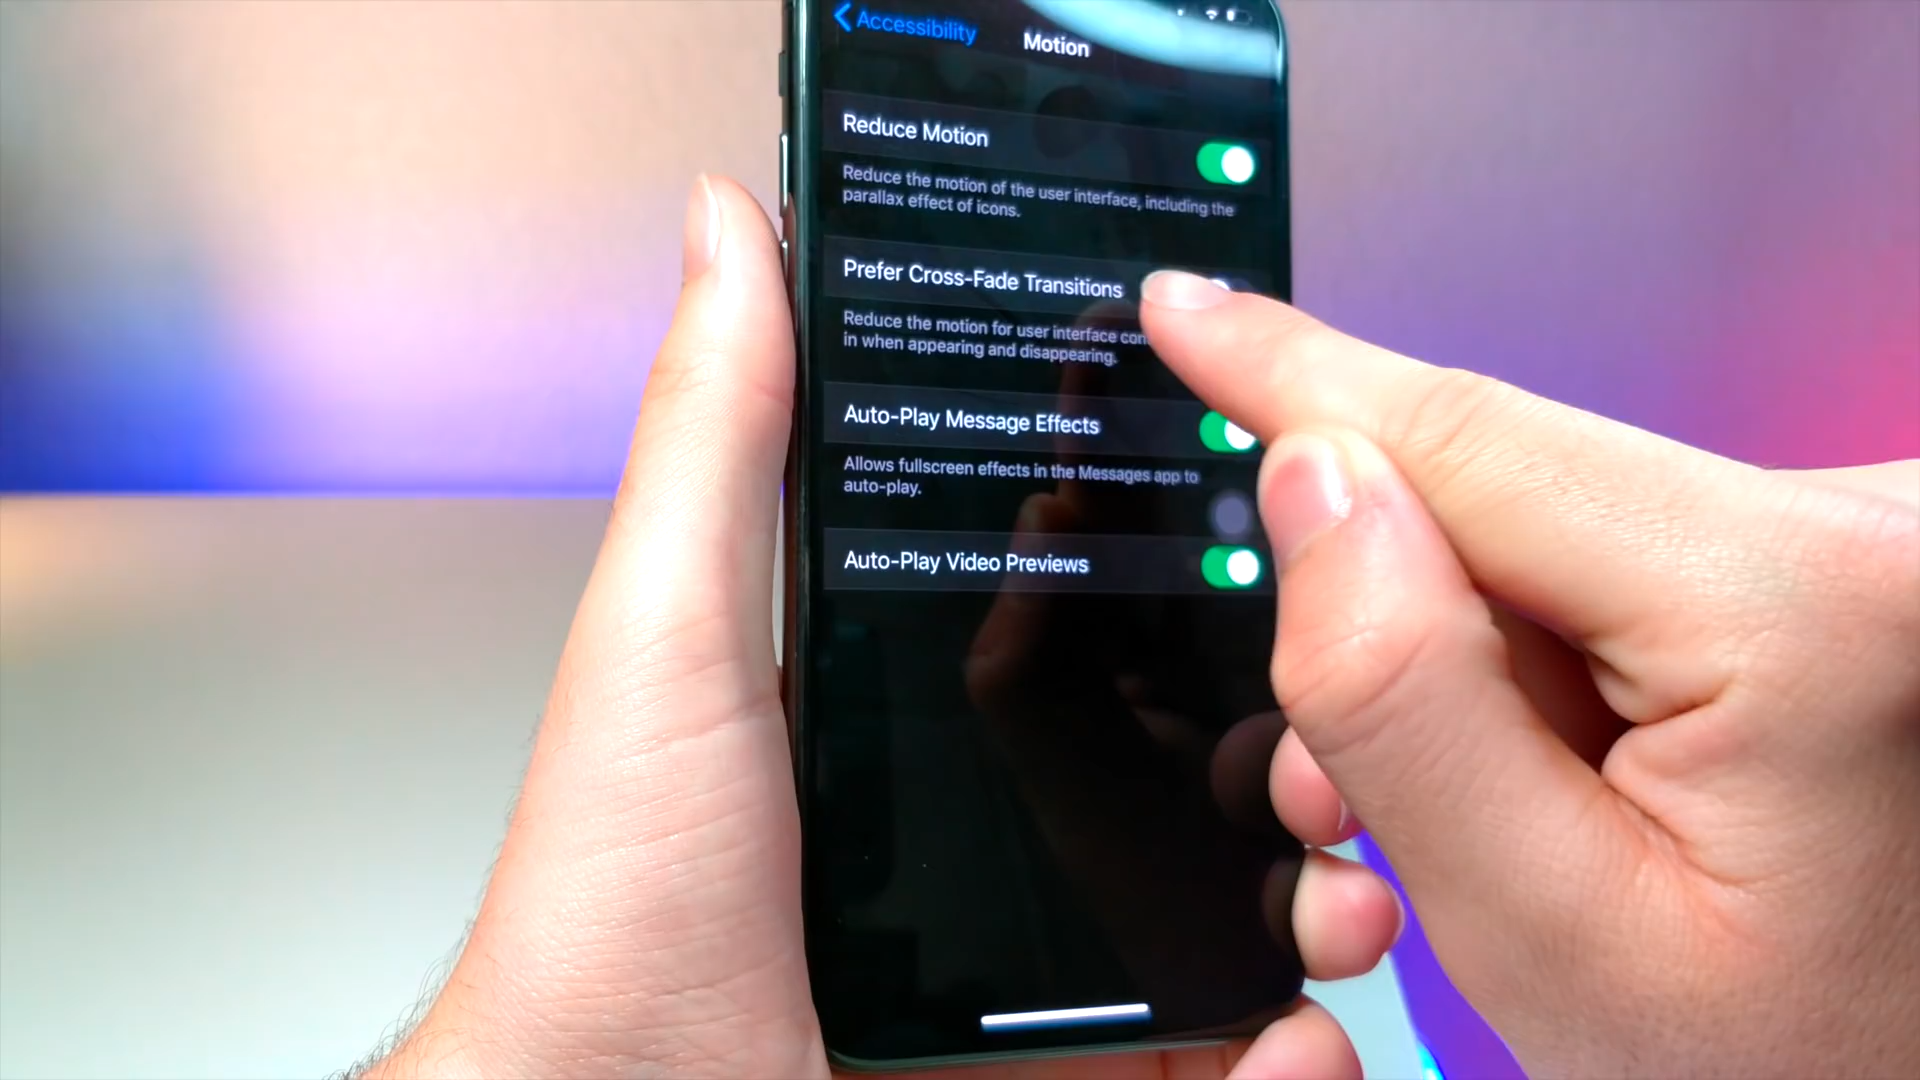 Accessibility
Motion
Reduce Motion
Reduce the motion of the user interface, including the
parallax effect of icons.
Prefer Cross-Fade Transitions
Reduce the motion for user interface
in when appearing and disappearing.
Auto-Play Message Effects
Allows fullscreen effects in the Messages app to
auto-play.
Auto-Play Video Previews